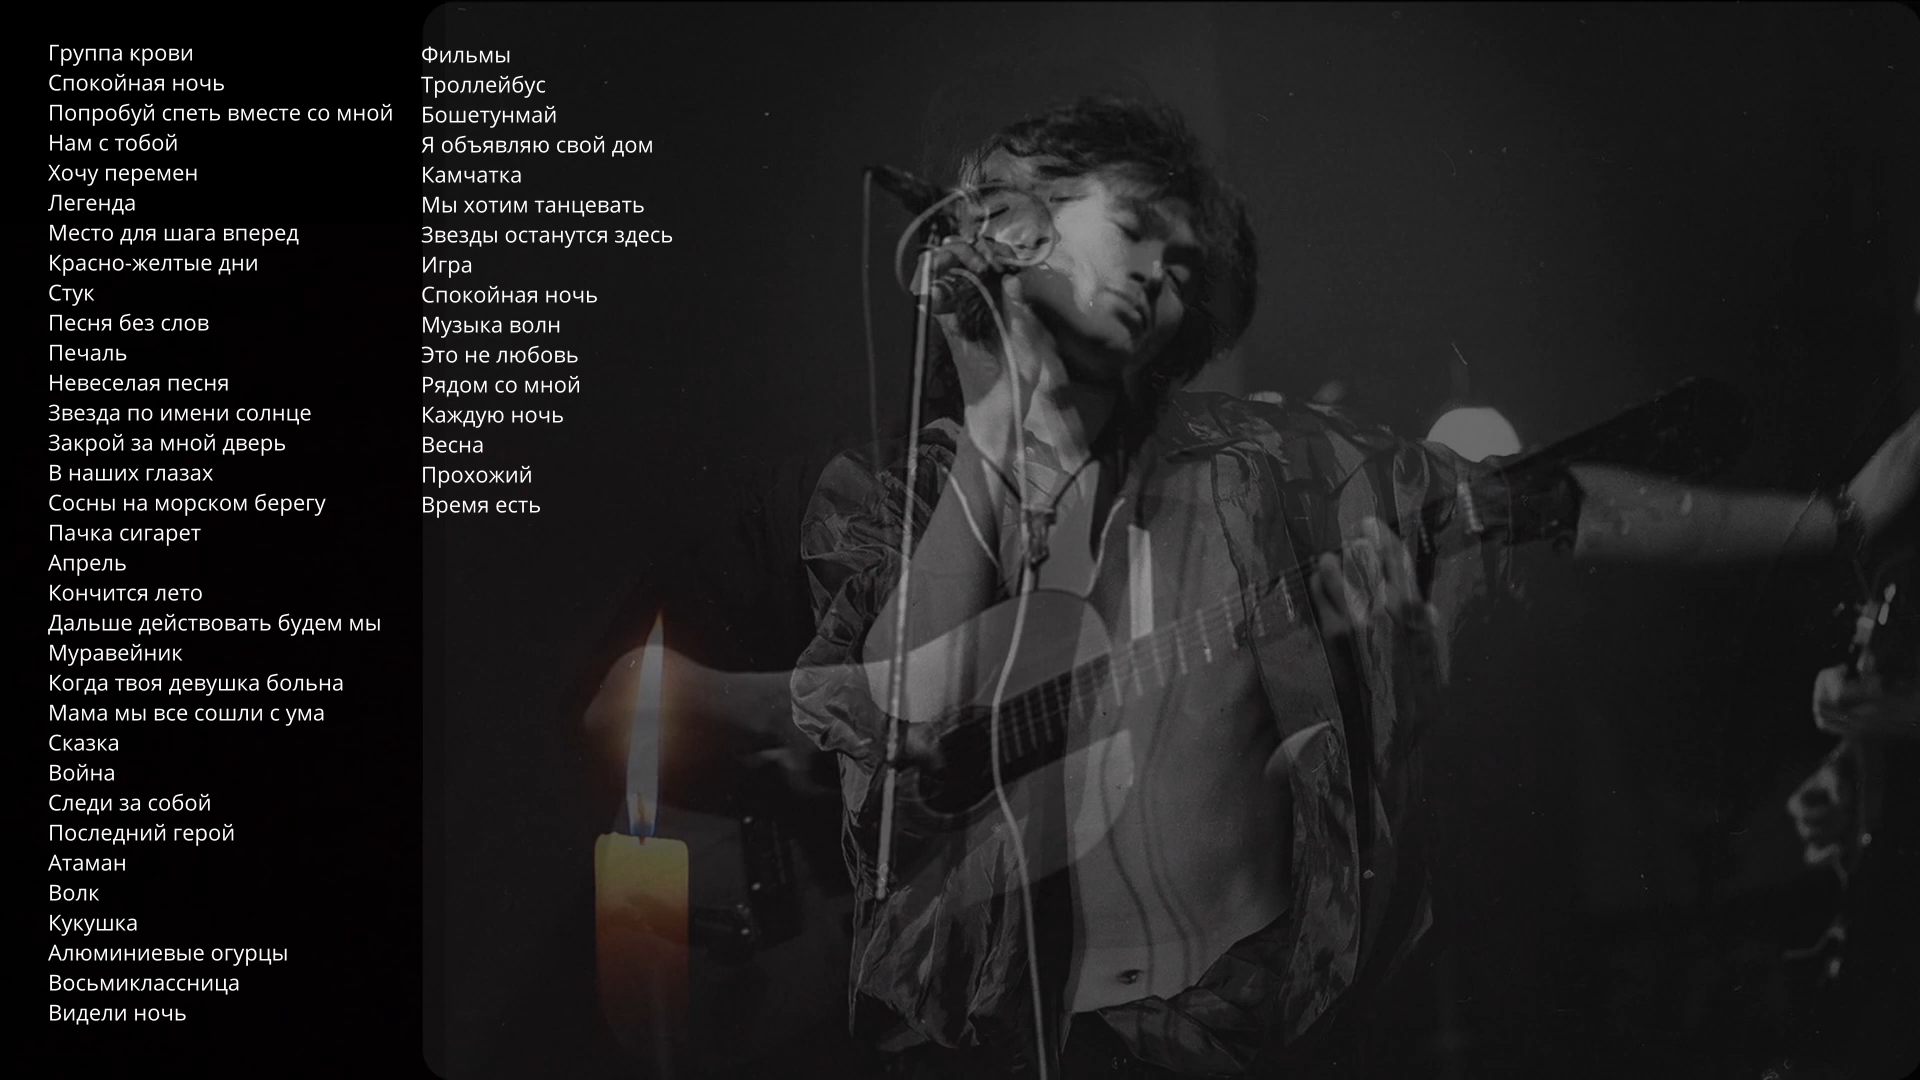 Группа крови
Спокойная ночь
Попробуй спеть вместе со мной
Нам с тобой
Хочу перемен
Легенда
Место для шага вперед
Красно-желтые дни
Стук
Песня без слов
Печаль
Невеселая песня
Звезда по имени солнце
Закрой за мной дверь
В наших глазах
Сосны на морском берегу
Пачка сигарет
Апрель
Кончится лето
Дальше действовать будем мы
Муравейник
Когда твоя девушка больна
Мама мы все сошли с ума
Сказка
Война
Следи за собой
Последний герой
Атаман
Волк
Кукушка
Алюминиевые огурцы
Восьмиклассница
Видели ночь
Фильмы
Троллейбус
Бошетунмай
Я объявляю свой дом
Камчатка
Мы хотим танцевать
Звезды останутся здесь
Игра
Спокойная ночь
Музыка волн
Это не любовь
Рядом со мной
Каждую ночь
Весна
Прохожий
Время есть